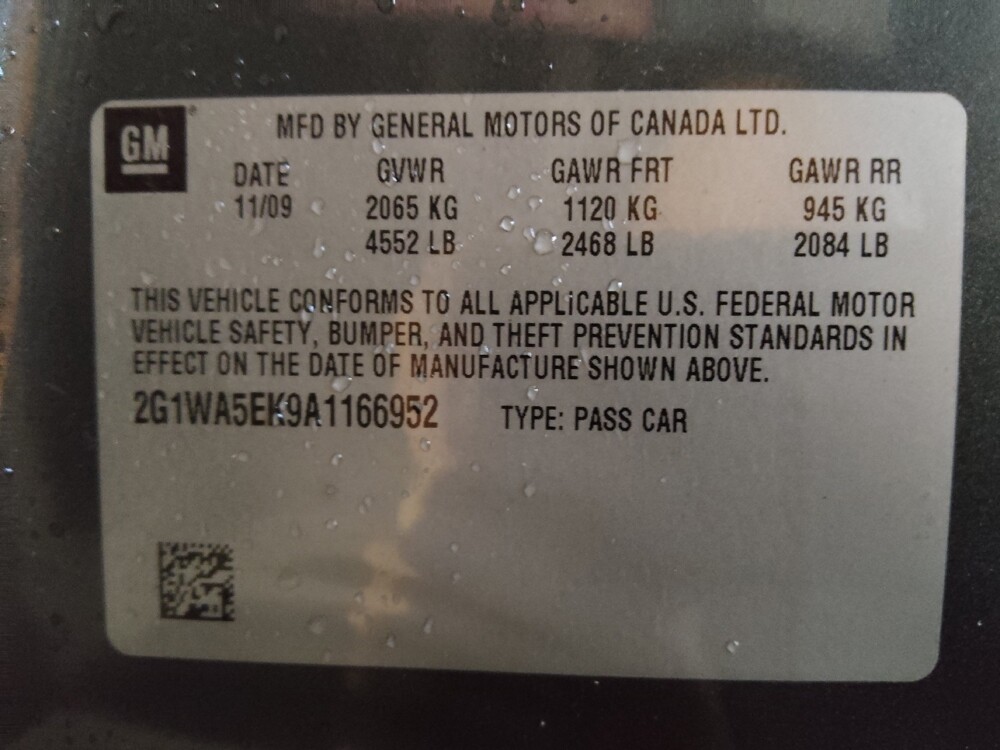 GM
MFD BY GENERAL MOTORS OF CANADA LTD.
DATE GVWR GAWR FRT GAWR RR
11/09 2065 KG 1120 KG 945 KG
4552 LB 2468 LB 2084 LB
THIS VEHICLE CONFORMS TO ALL APPLICABLE U.S. FEDERAL MOTOR
VEHICLE SAFETY, BUMPER, AND THEFT PREVENTION STANDARDS IN
EFFECT ON THE DATE OF MANUFACTURE SHOWN ABOVE.
2G1WA5EK9A1166952 TYPE: PASS CAR